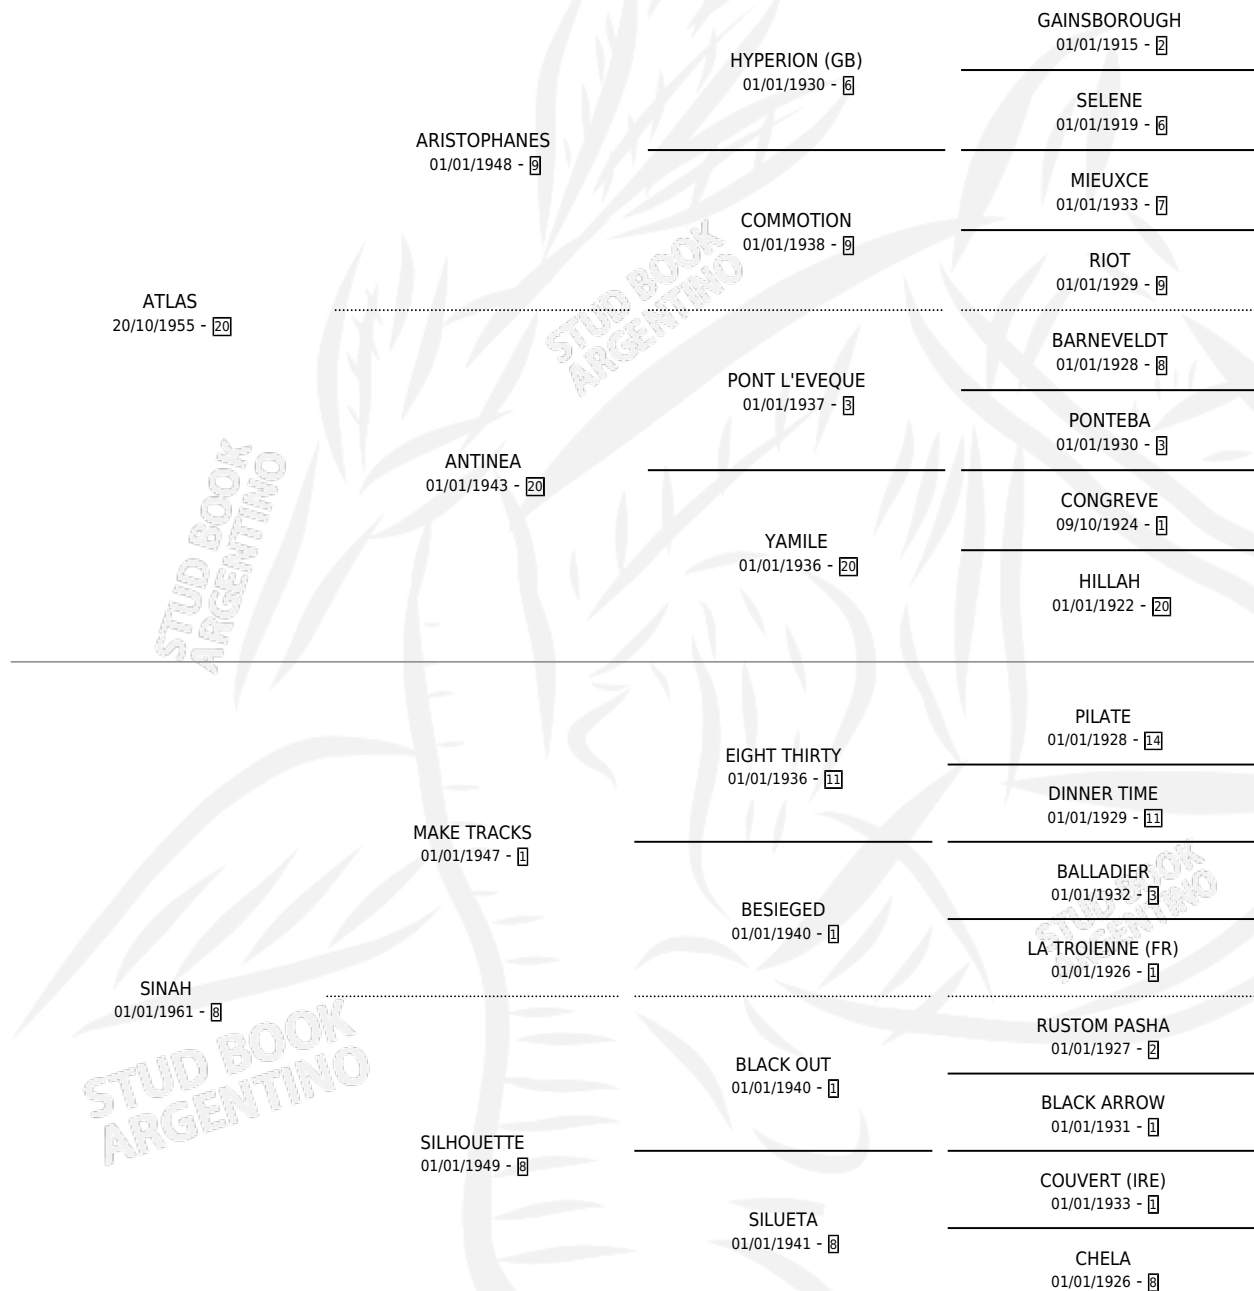 GAINSBOROUGH
01/01/1915 - 2
HYPERION (GB)
01/01/1930 - 6
SELENE
01/01/1919 - 6
ARISTOPHANES
01/01/1948 - 9
MIEUXCE
01/01/1933 - 7
COMMOTION
01/01/1938 - 9
RIOT
01/01/1929 - 9
ATLAS
20/10/1955 - 20
BARNEVELDT
01/01/1928 - 8
PONT L'EVEQUE
01/01/1937 - 3
PONTEBA
01/01/1930 - 3
ANTINEA
01/01/1943 - 20
CONGREVE
09/10/1924 - 1
YAMILE
01/01/1936 - 20
HILLAH
01/01/1922 - 20
PILATE
01/01/1928 - 14
EIGHT THIRTY
01/01/1936 - 11
DINNER TIME
01/01/1929 - 11
MAKE TRACKS
01/01/1947 - 1
BALLADIER
01/01/1932 - 3
BESIEGED
01/01/1940 - 1
LA TROIENNE (FR)
01/01/1926 - 1
SINAH
01/01/1961 - 8
RUSTOM PASHA
01/01/1927 - 2
BLACK OUT
01/01/1940 - 1
BLACK ARROW
01/01/1931 - 1
SILHOUETTE
01/01/1949 - 8
COUVERT (IRE)
01/01/1933 - 1
SILUETA
01/01/1941 - 8
CHELA
01/01/1926 - 8
STUD BOOK
ARGENTINO
STUD BOOK
ARGENTINO
STUD BOOK
ARGENTINO
STUD BOOK
ARGENTINO